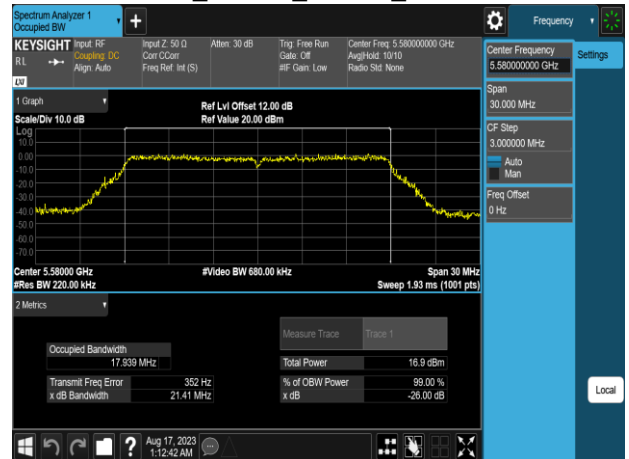 Spectrum Analyzer 1
Occupied BW
Frequency
KEYSIGHT
R L
LXI
Input: RF
Coupling: DC
Align: Auto
Input Z: 50 Ω
Corr CCorr
Freq Ref: Int (S)
Atten: 30 dB
Trig: Free Run
Gate: Off
#IF Gain: Low
Center Freq: 5.580000000 GHz
Avg|Hold: 10/10
Radio Std: None
Center Frequency
5.580000000 GHz
Settings
Span
30.000 MHz
CF Step
3.000000 MHz
Auto
Man
Freq Offset
0 Hz
Local
1 Graph
Scale/Div 10.0 dB
Ref Lvl Offset 12.00 dB
Ref Value 20.00 dBm
Log
10.0
0.00
-10.0
-20.0
-30.0
-40.0
-50.0
-60.0
-70.0
Center 5.58000 GHz
#Video BW 680.00 kHz
Span 30 MHz
#Res BW 220.00 kHz
Sweep 1.93 ms (1001 pts)
2 Metrics
Measure Trace
Trace 1
Occupied Bandwidth
17.939 MHz
Total Power
16.9 dBm
Transmit Freq Error
352 Hz
% of OBW Power
99.00 %
x dB Bandwidth
21.41 MHz
x dB
-26.00 dB
?
Aug 17, 2023
1:12:42 AM